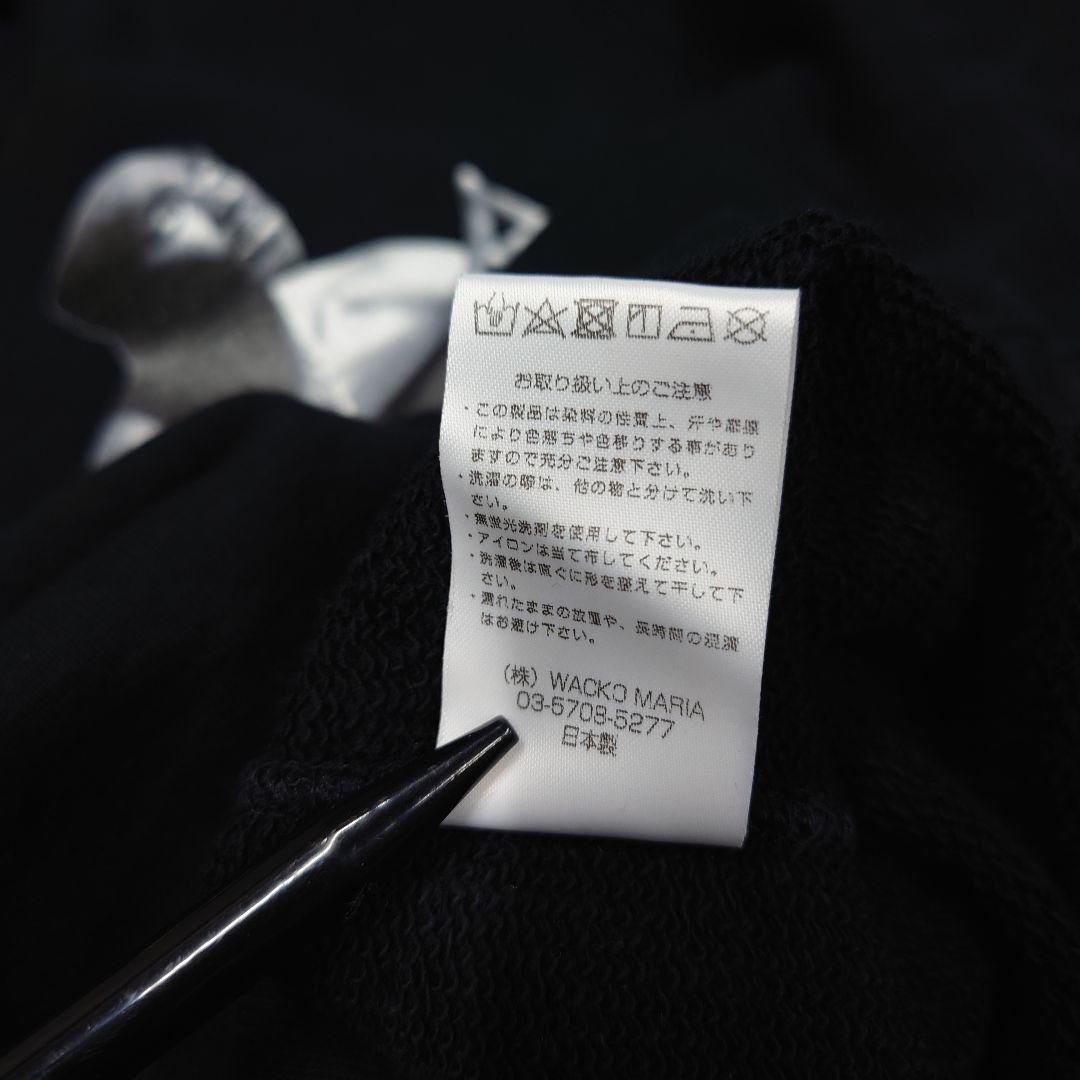 お取り扱い上のご注意
・この製品は染料の性質上、汗や摩擦
により色落ちや色移りする事があり
ますので充分ご注意下さい。
・洗濯の際は、他の物と分けて洗い下
さい。
・無蛍光洗剤を使用して下さい。
・アイロンは当て布してください。
・洗濯後は直ぐに形を整えて干して下
さい。
・濡れたままの放置や、長時間の浸漬
はお避け下さい。
(株) WACKO MARIA
03-5708-5277
日本製